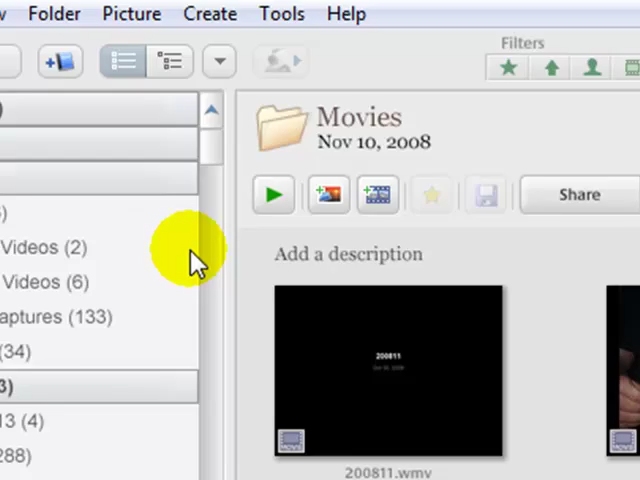 w Folder Picture Create Tools Help
Filters
)
Movies
Nov 10, 2008
Share
)
Videos (2)
Add a description
Videos (6)
aptures (133)
200811
(34)
3)
13 (4)
288)
200811.wmv